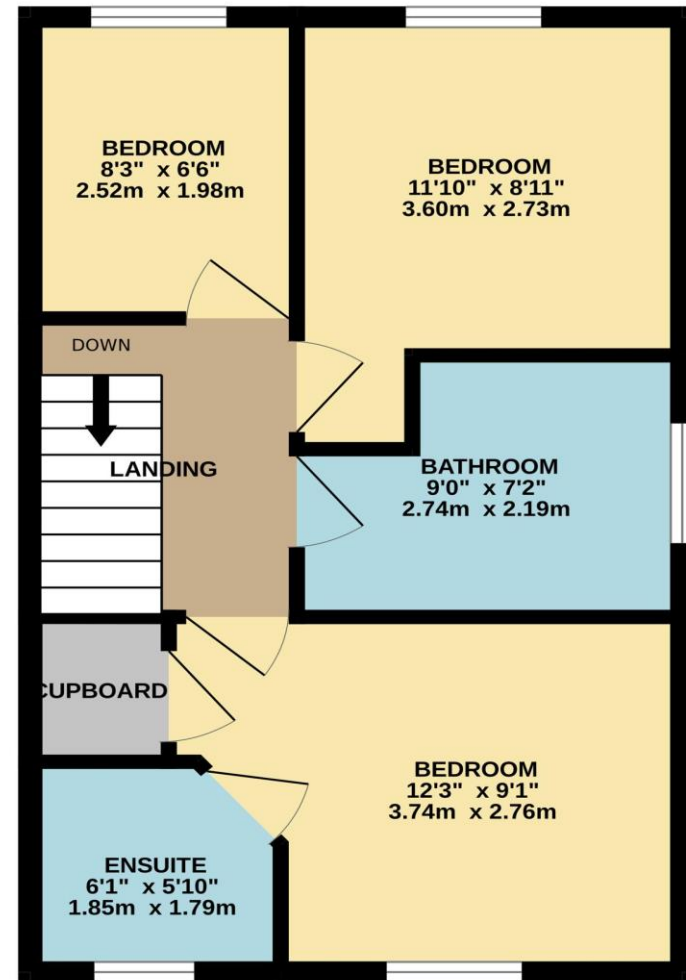 BEDROOM
8'3" x 6'6"
2.52m x 1.98m
BEDROOM
11'10" x 8'11"
3.60m x 2.73m
DOWN
LANDING
BATHROOM
9'0" x 7'2"
2.74m x 2.19m
CUPBOARD
BEDROOM
12'3" x 9'1"
3.74m x 2.76m
ENSUITE
6'1" x 5'10"
1.85m x 1.79m